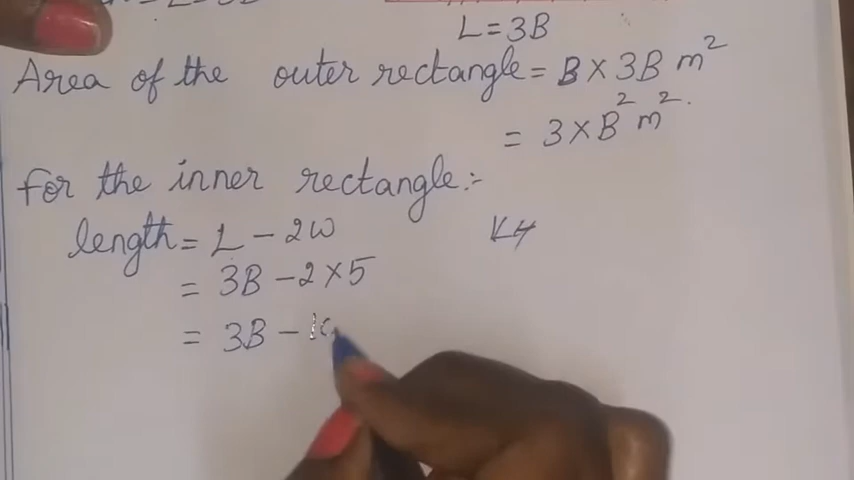 L = 3B
Area of the outer rectangle = B × 3B m²
= 3 × B² m².
for the inner rectangle :-
length = L - 2W
= 3B - 2 × 5
= 3B - 10